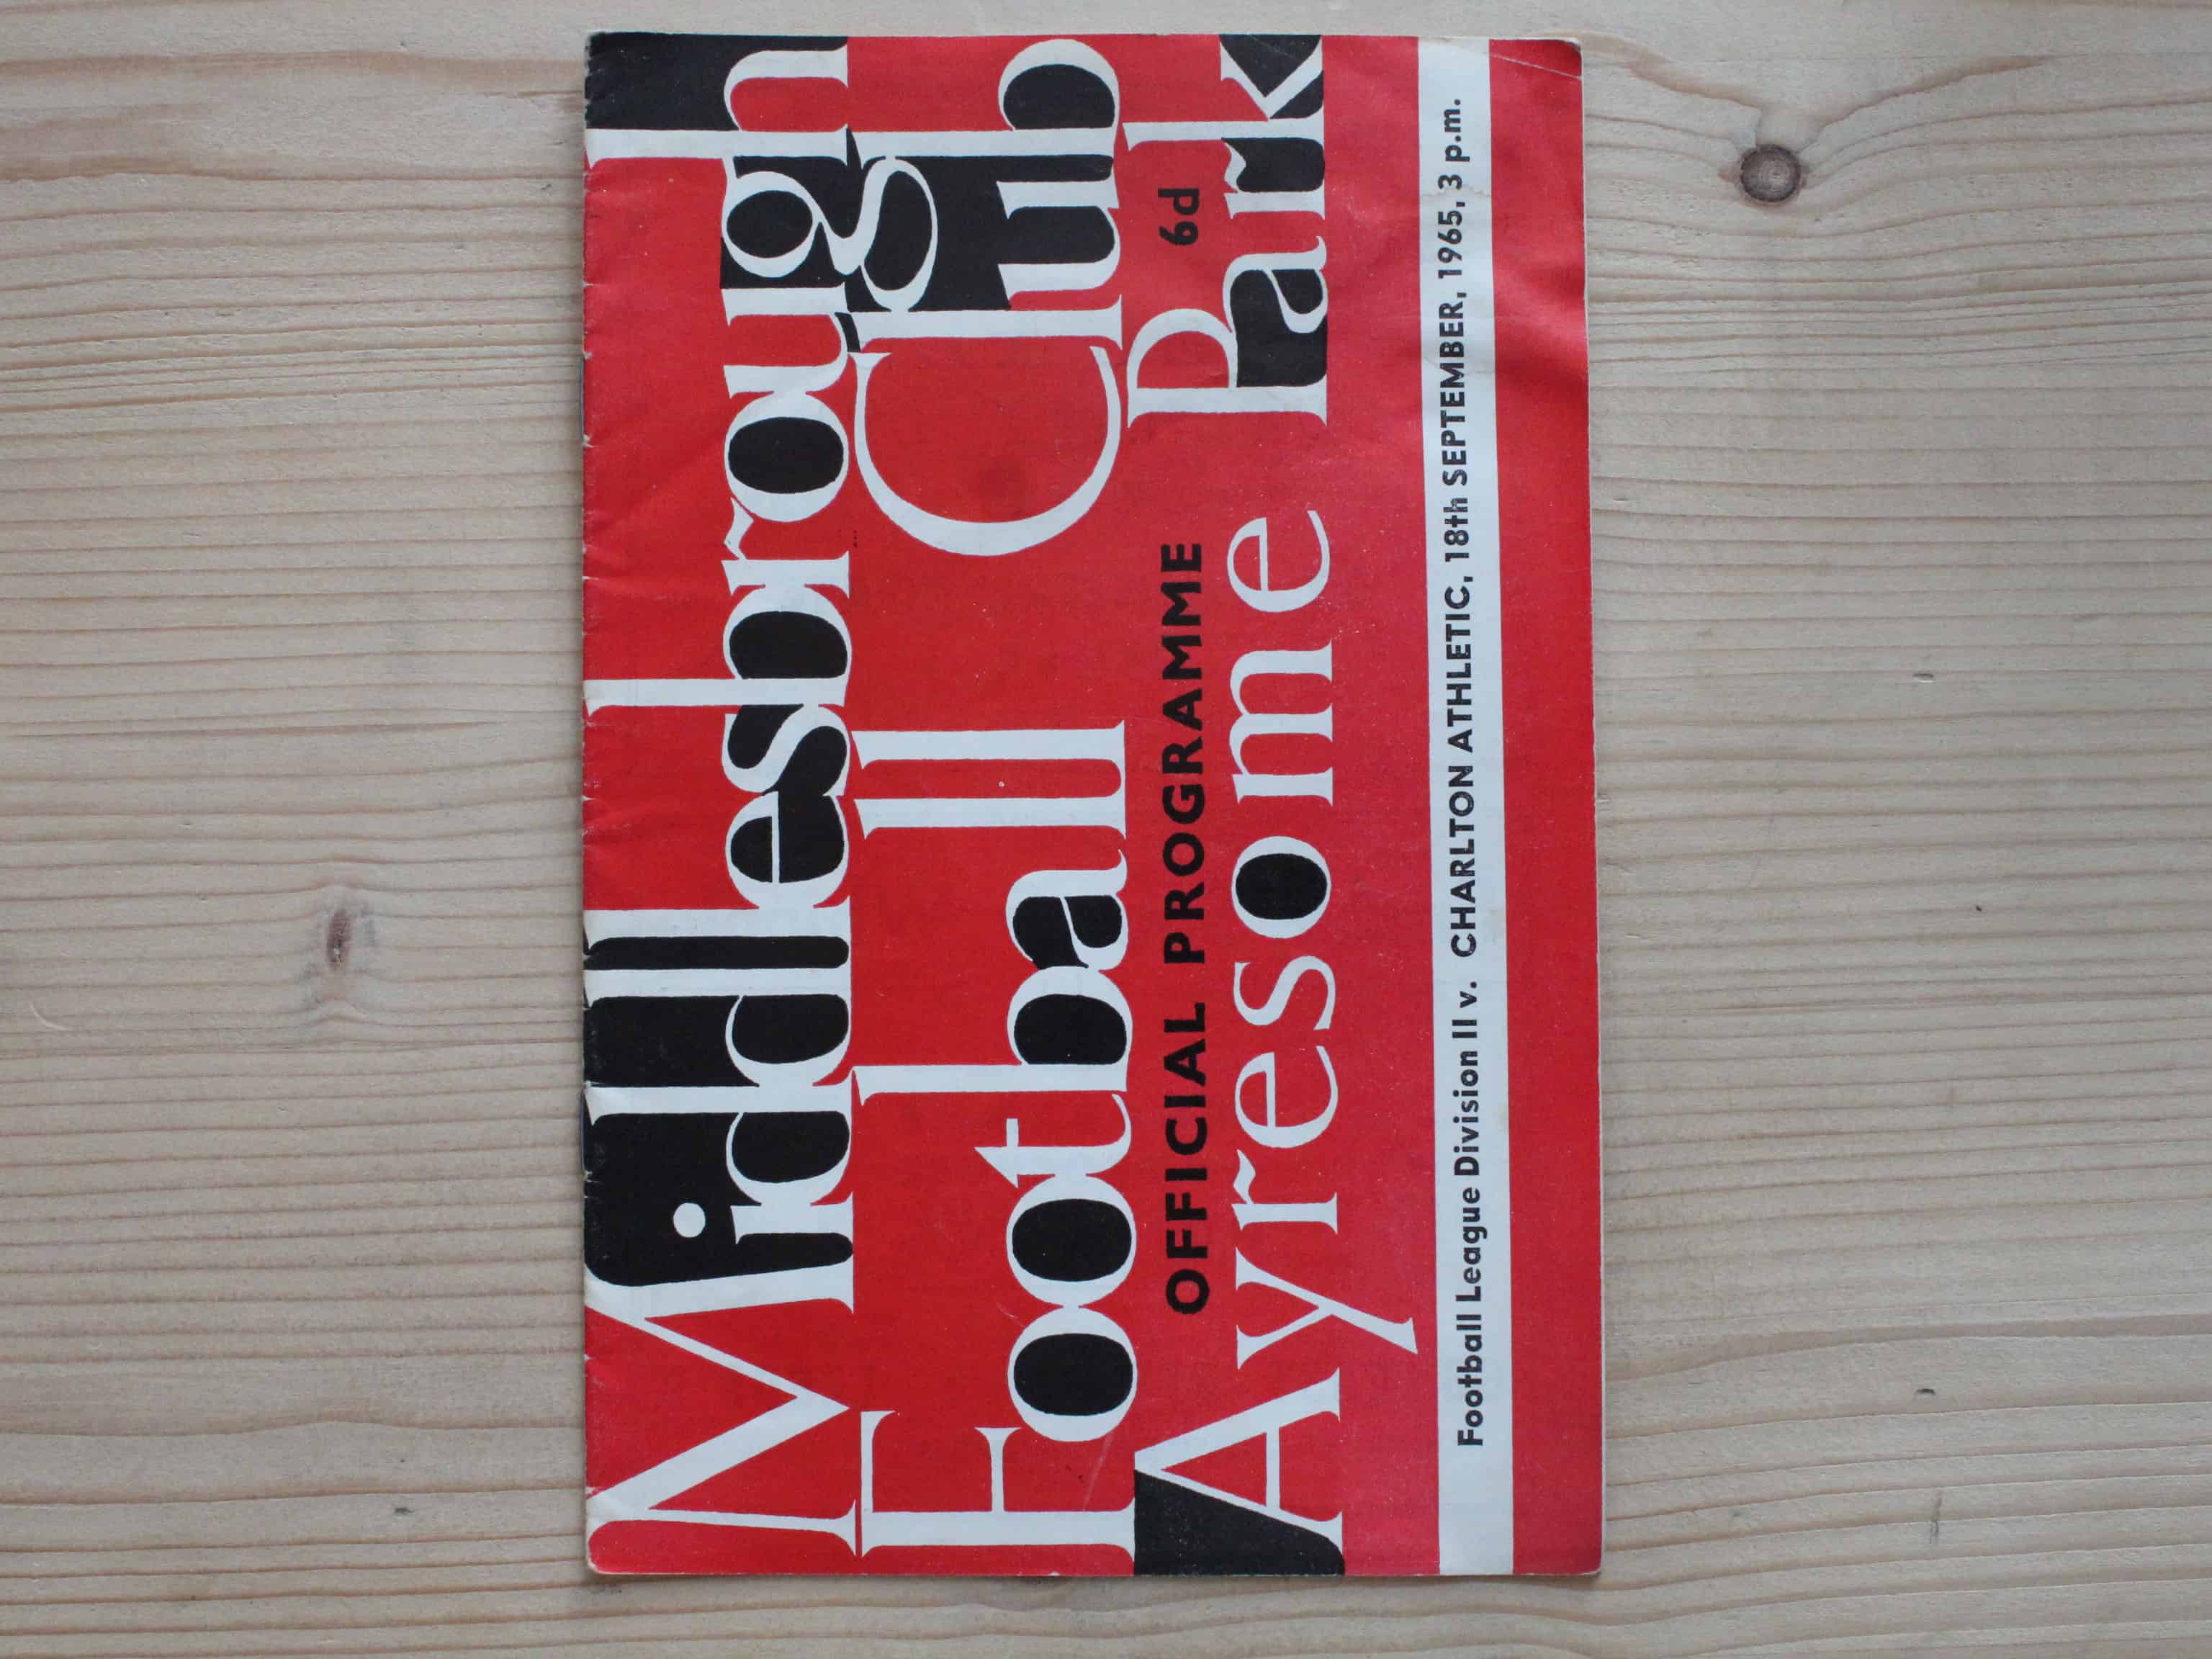 Middlesbrough
Football Club
OFFICIAL PROGRAMME 6d
Ayresome Park
Football League Division II v. CHARLTON ATHLETIC, 18th SEPTEMBER, 1965, 3 p.m.